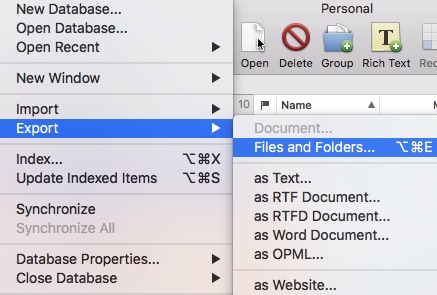 New Database...
Open Database...
Open Recent
New Window
Import
Export
Index... ⌥⌘X
Update Indexed Items ⌥⌘S
Synchronize
Synchronize All
Database Properties...
Close Database
Personal
Open Delete Group Rich Text
10 Name
Document...
Files and Folders... ⌥⌘E
as Text...
as RTF Document...
as RTFD Document...
as Word Document...
as OPML...
as Website...